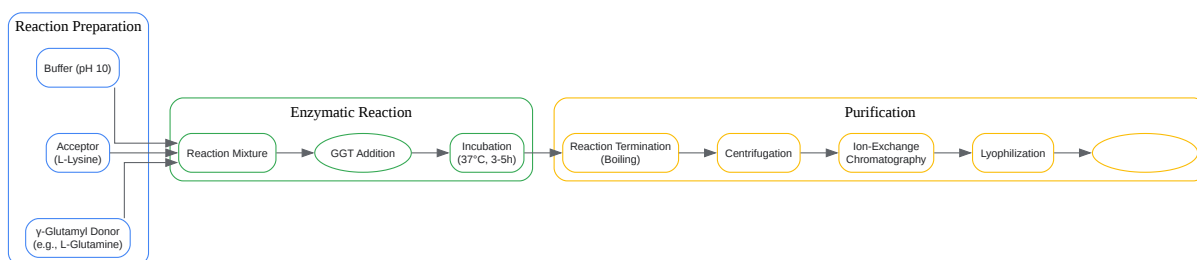 Reaction Preparation
Buffer (pH 10)
Acceptor
(L-Lysine)
γ-Glutamyl Donor
(e.g., L-Glutamine)
Enzymatic Reaction
Reaction Mixture
GGT Addition
Incubation
(37°C, 3-5h)
Purification
Reaction Termination
(Boiling)
Centrifugation
Ion-Exchange
Chromatography
Lyophilization